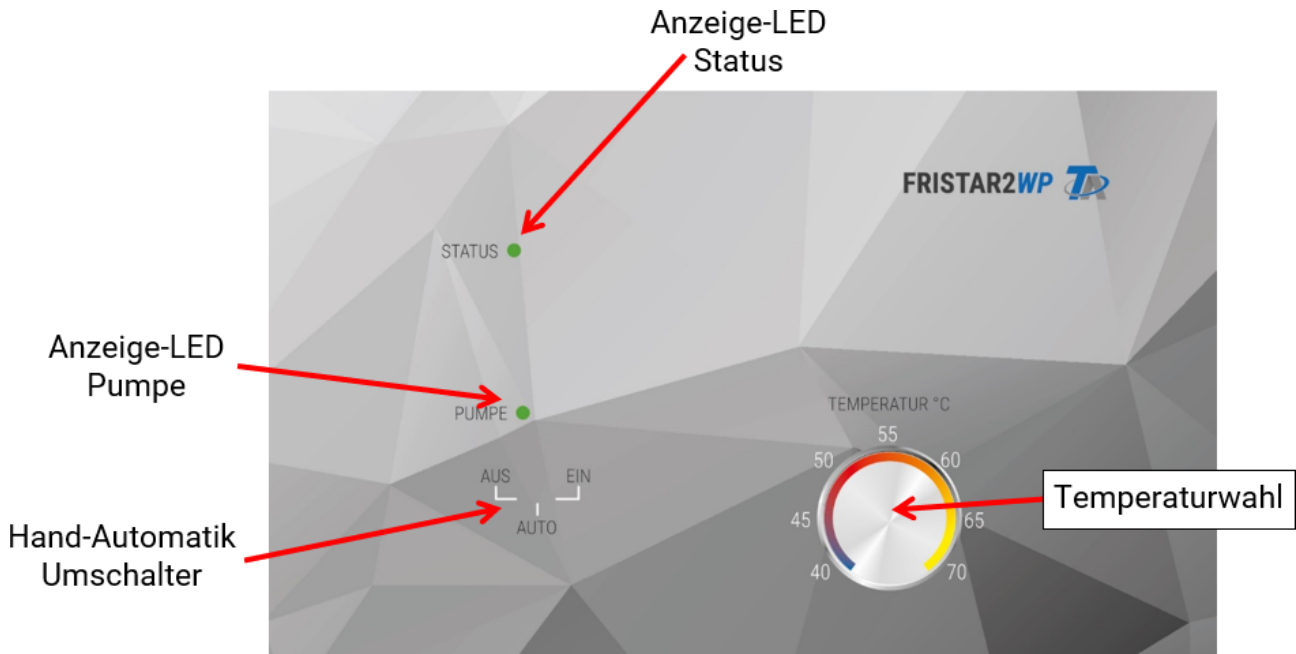 Anzeige-LED
Status
FRISTAR2WP TA
STATUS
Anzeige-LED
Pumpe
PUMPE
TEMPERATUR °C
55
50
60
AUS
EIN
AUTO
45
65
40
70
Temperaturwahl
Hand-Automatik
Umschalter